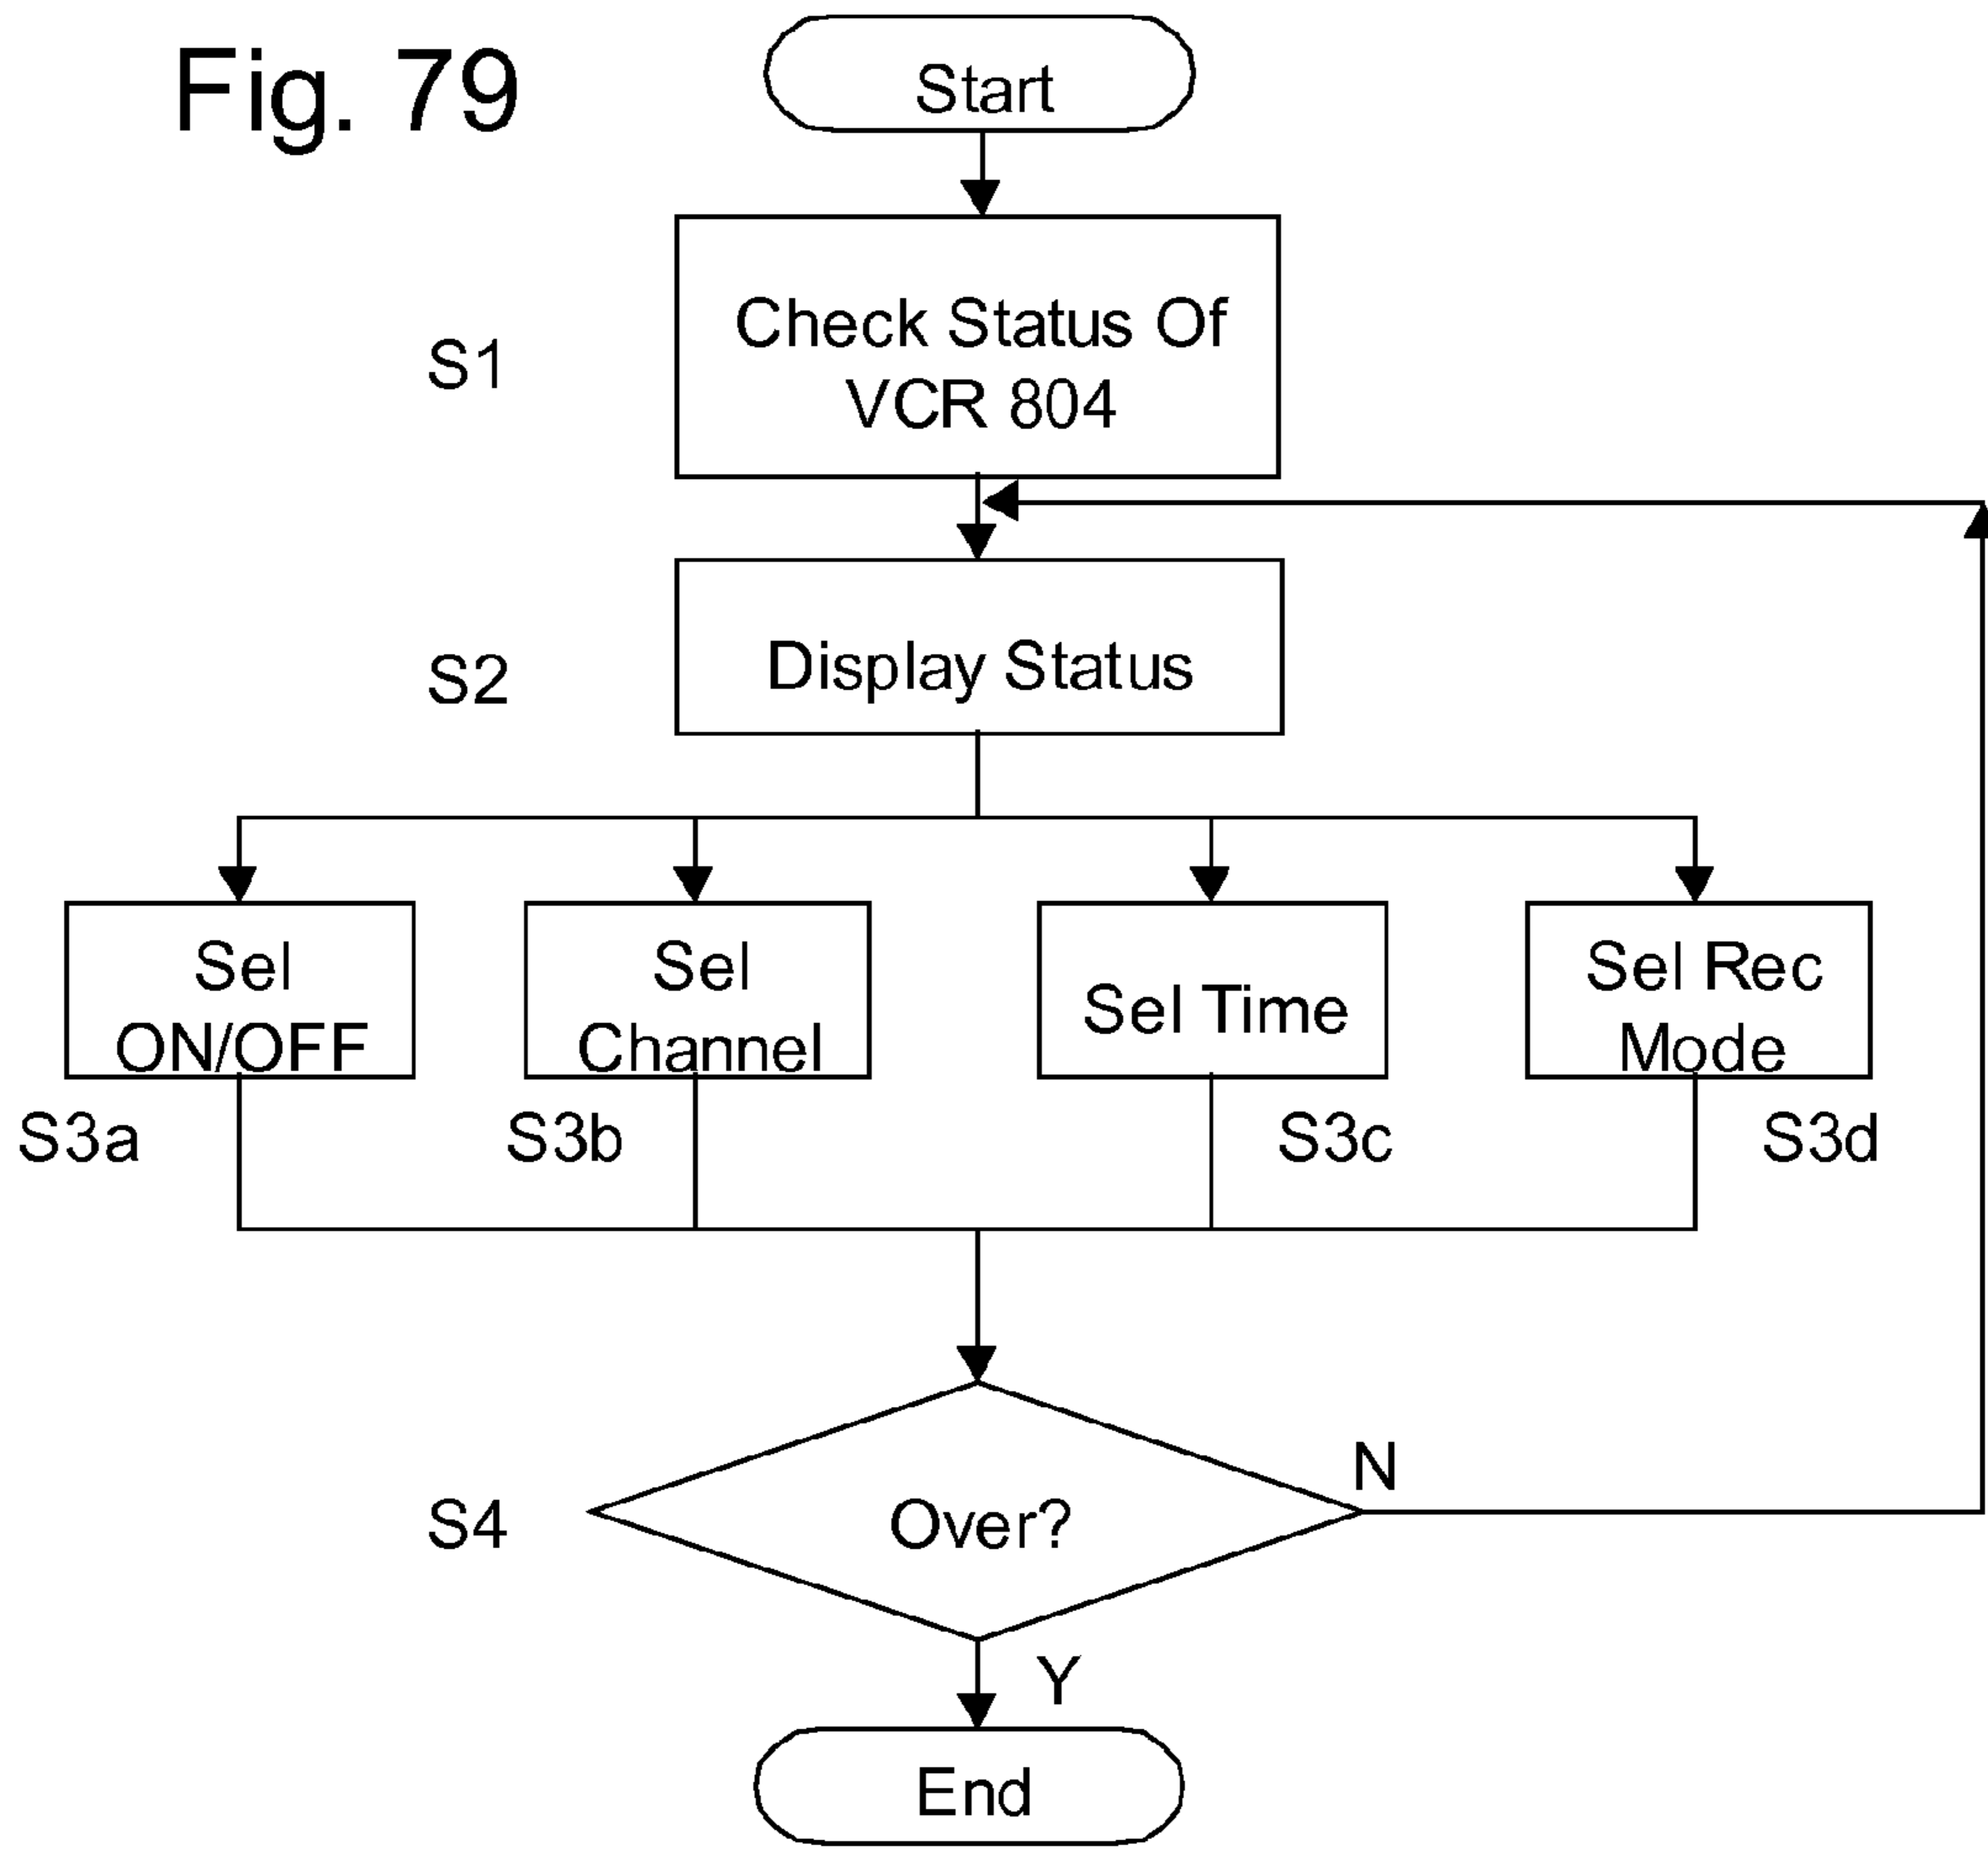 Fig. 79
Start
S1
Check Status Of
VCR 804
S2
Display Status
Sel
ON/OFF
Sel
Channel
Sel Time
Sel Rec
Mode
S3a
S3b
S3c
S3d
S4
Over?
N
Y
End